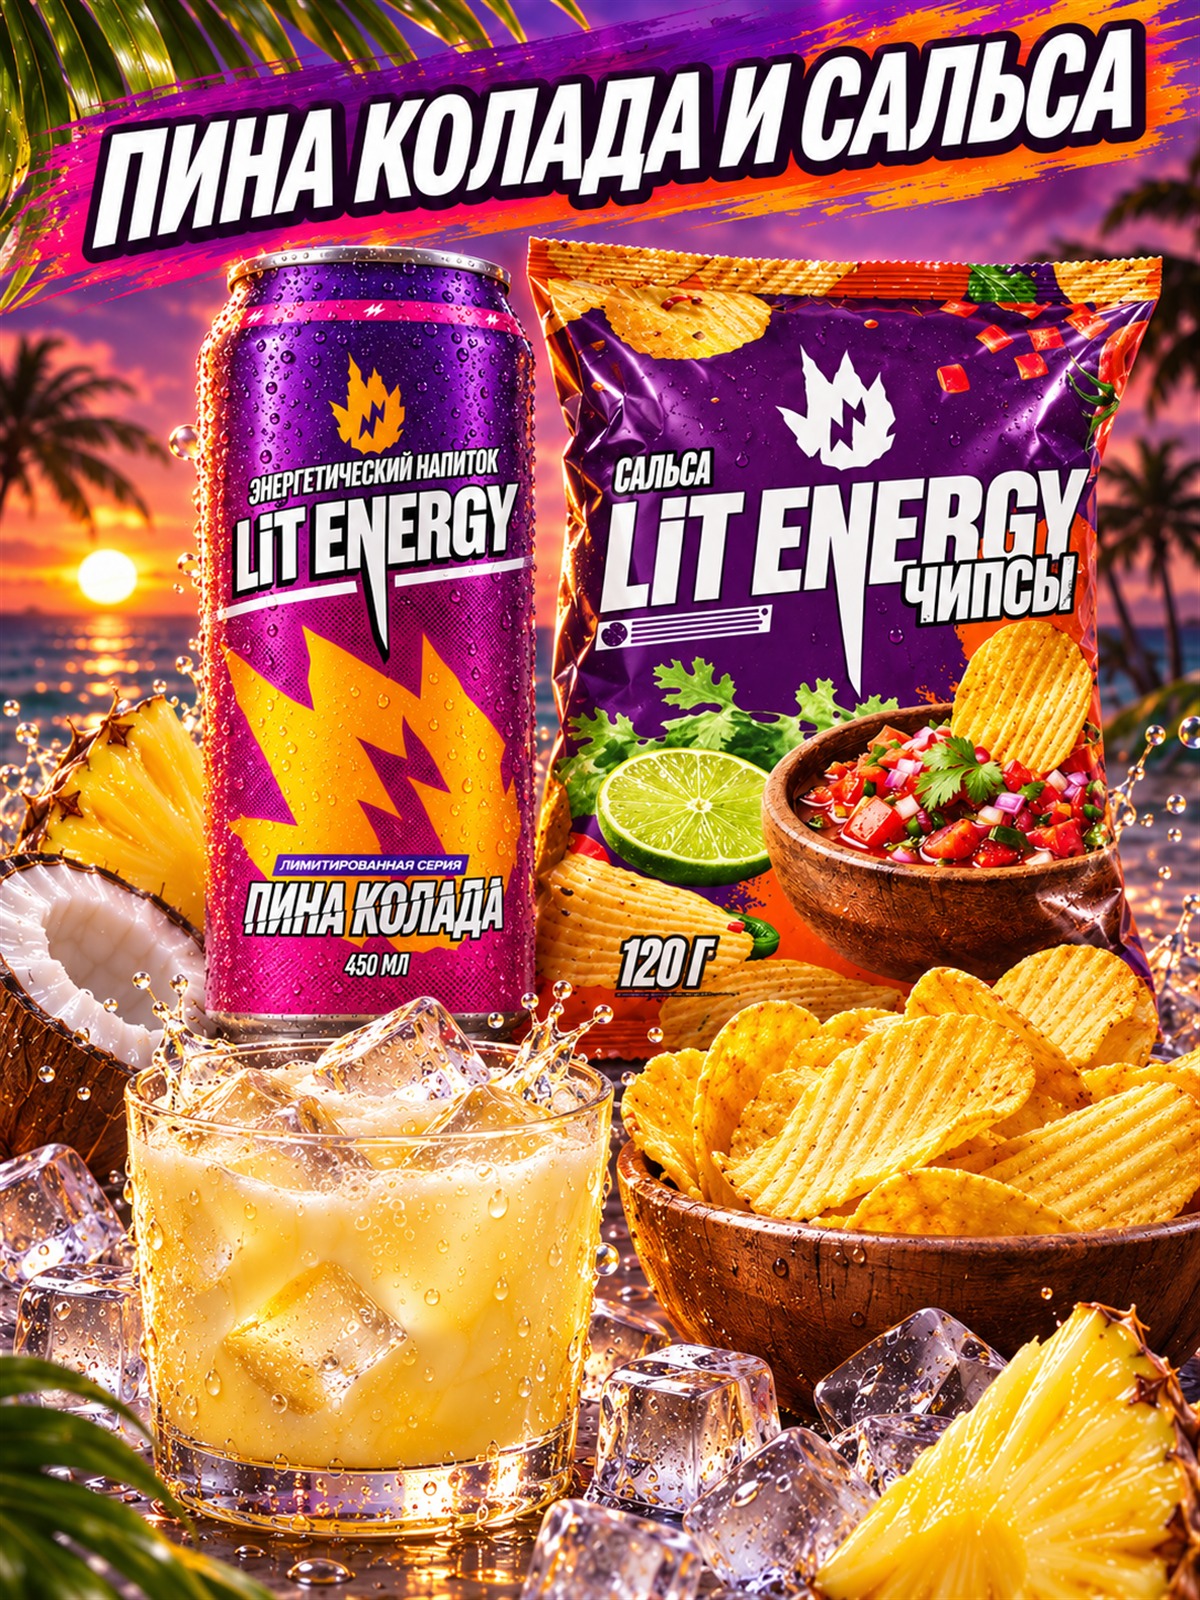 ПИНА КОЛАДА И САЛЬСА
ЭНЕРГЕТИЧЕСКИЙ НАПИТОК
LiT ENERGY
ЛИМИТИРОВАННАЯ СЕРИЯ
ПИНА КОЛАДА
450 МЛ
САЛЬСА
LiT ENERGY
ЧИПСЫ
120 Г